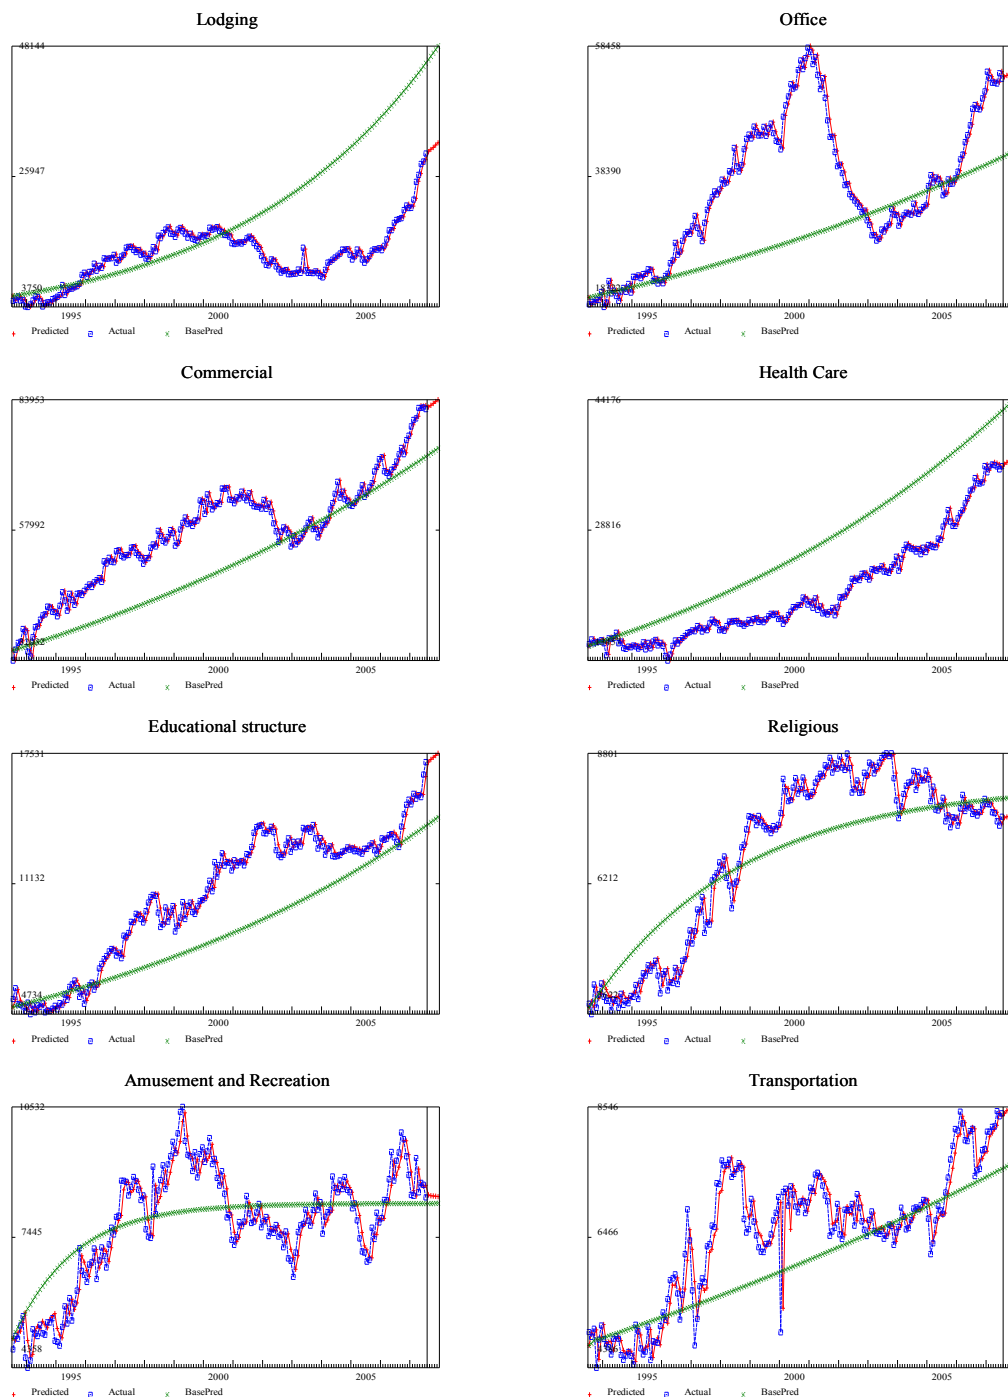 Lodging
48144
25947
3750
1995 2000 2005
Predicted Actual BasePred
Office
58458
38390
1995 2000 2005
Predicted Actual BasePred
Commercial
83953
57992
1995 2000 2005
Predicted Actual BasePred
Health Care
44176
28816
1995 2000 2005
Predicted Actual BasePred
Educational structure
17531
11132
4734
1995 2000 2005
Predicted Actual BasePred
Religious
8801
6212
1995 2000 2005
Predicted Actual BasePred
Amusement and Recreation
10532
7445
4358
1995 2000 2005
Predicted Actual BasePred
Transportation
8546
6466
1995 2000 2005
Predicted Actual BasePred